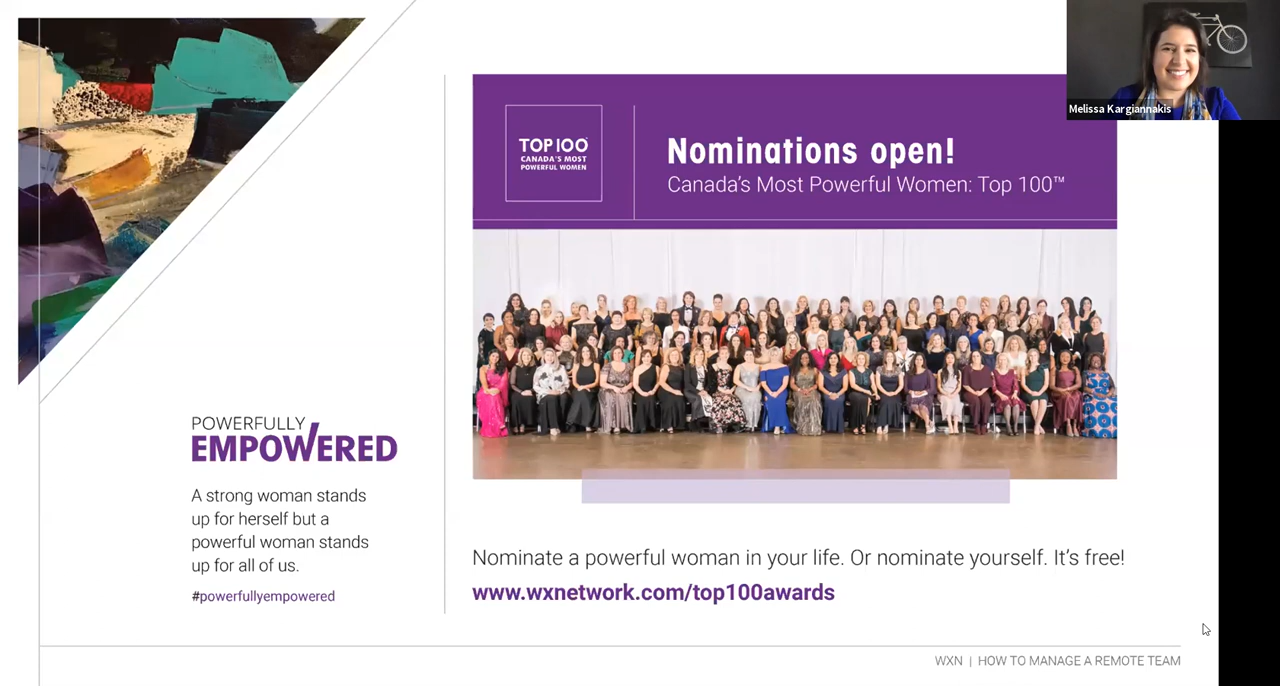 Melissa Kargiannakis
TOP 100™
CANADA'S MOST
POWERFUL WOMEN
Nominations open!
Canada's Most Powerful Women: Top 100™
POWERFULLY
EMPOWERED
A strong woman stands
up for herself but a
powerful woman stands
up for all of us.
#powerfullyempowered
Nominate a powerful woman in your life. Or nominate yourself. It's free!
www.wxnetwork.com/top100awards
WXN | HOW TO MANAGE A REMOTE TEAM